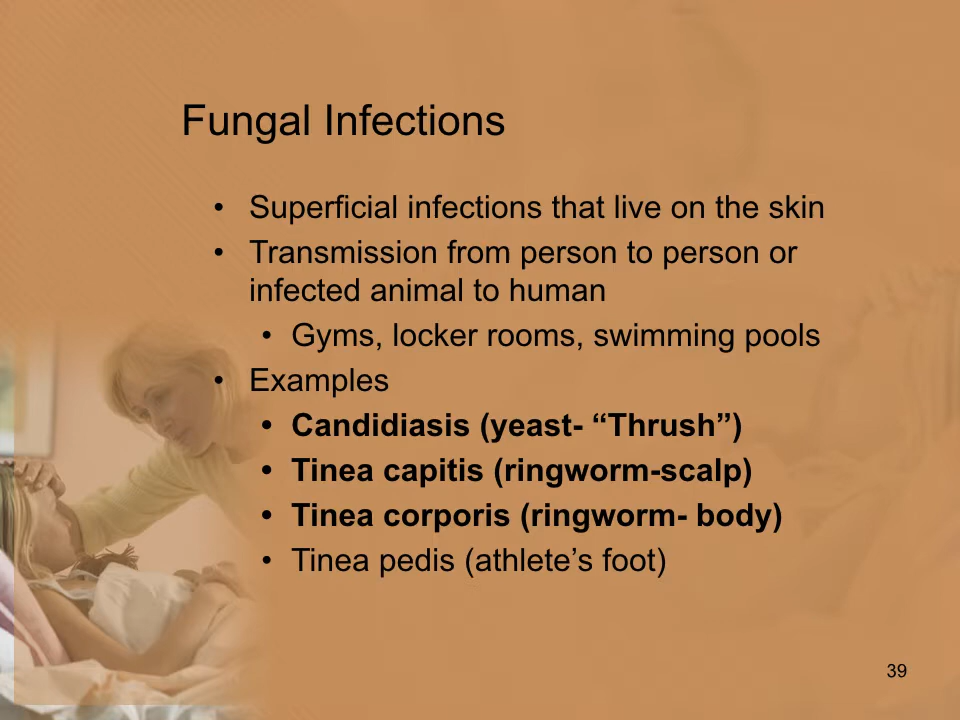 Fungal Infections
• Superficial infections that live on the skin
• Transmission from person to person or
infected animal to human
• Gyms, locker rooms, swimming pools
• Examples
• Candidiasis (yeast- “Thrush”)
• Tinea capitis (ringworm-scalp)
• Tinea corporis (ringworm- body)
• Tinea pedis (athlete’s foot)
39